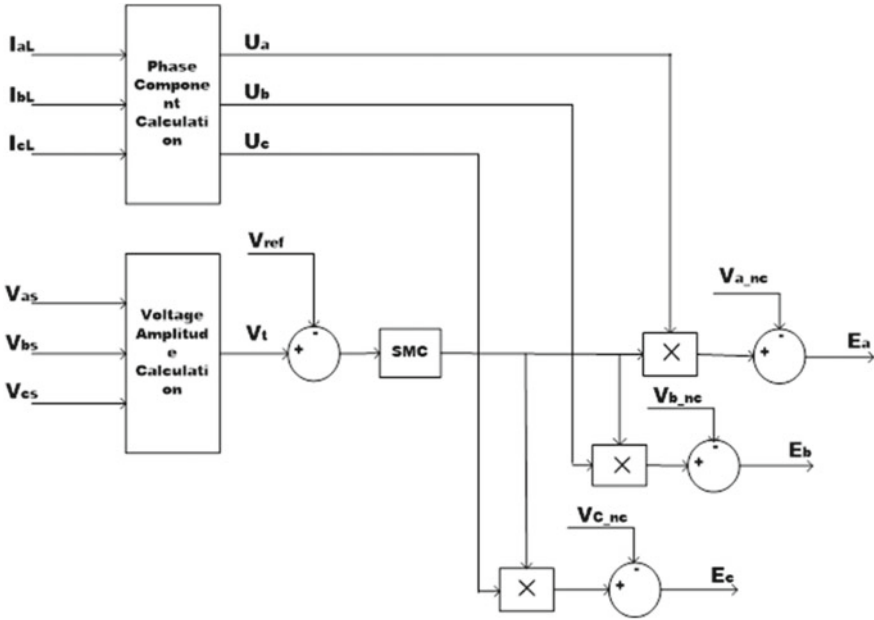 IaL
IbL
IcL
Phase
Compone
nt
Calculati
on
Ua
Ub
Uc
Vas
Vbs
Vcs
Voltage
Amplitud
e
Calculati
on
Vref
Vt
-
+
SMC
×
Va_nc
-
+
Ea
×
Vb_nc
-
+
Eb
×
VC_nc
-
+
Ec